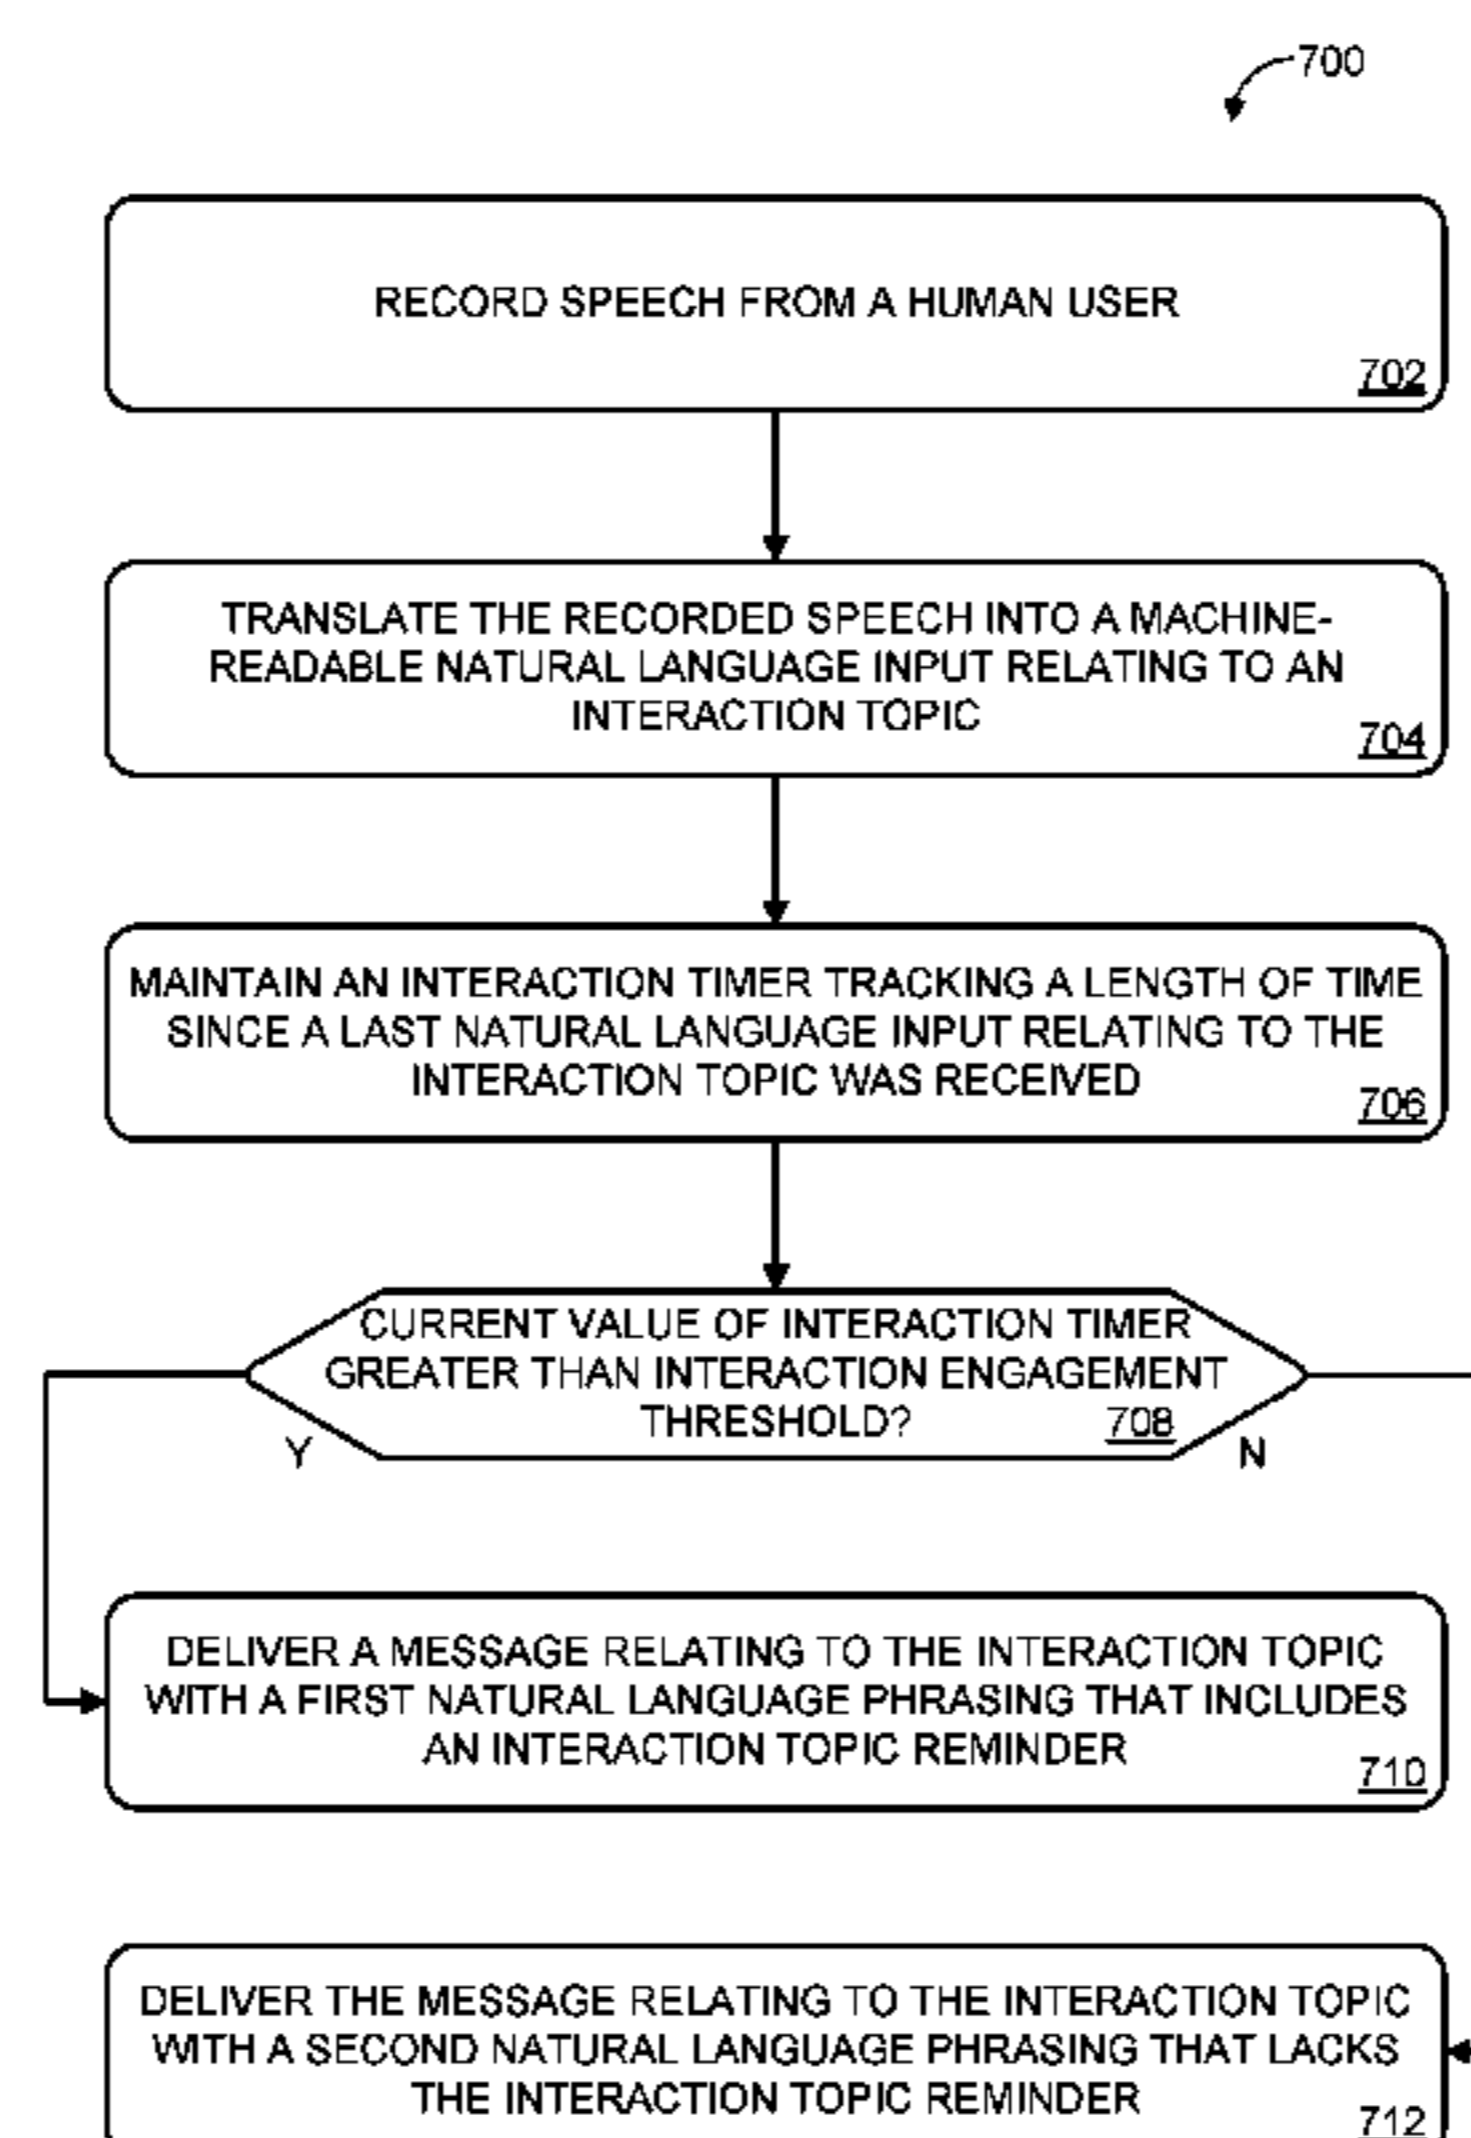 700
RECORD SPEECH FROM A HUMAN USER
702
TRANSLATE THE RECORDED SPEECH INTO A MACHINE-
READABLE NATURAL LANGUAGE INPUT RELATING TO AN
INTERACTION TOPIC
704
MAINTAIN AN INTERACTION TIMER TRACKING A LENGTH OF TIME
SINCE A LAST NATURAL LANGUAGE INPUT RELATING TO THE
INTERACTION TOPIC WAS RECEIVED
706
CURRENT VALUE OF INTERACTION TIMER
GREATER THAN INTERACTION ENGAGEMENT
THRESHOLD?
708
Y
N
DELIVER A MESSAGE RELATING TO THE INTERACTION TOPIC
WITH A FIRST NATURAL LANGUAGE PHRASING THAT INCLUDES
AN INTERACTION TOPIC REMINDER
710
DELIVER THE MESSAGE RELATING TO THE INTERACTION TOPIC
WITH A SECOND NATURAL LANGUAGE PHRASING THAT LACKS
THE INTERACTION TOPIC REMINDER
712